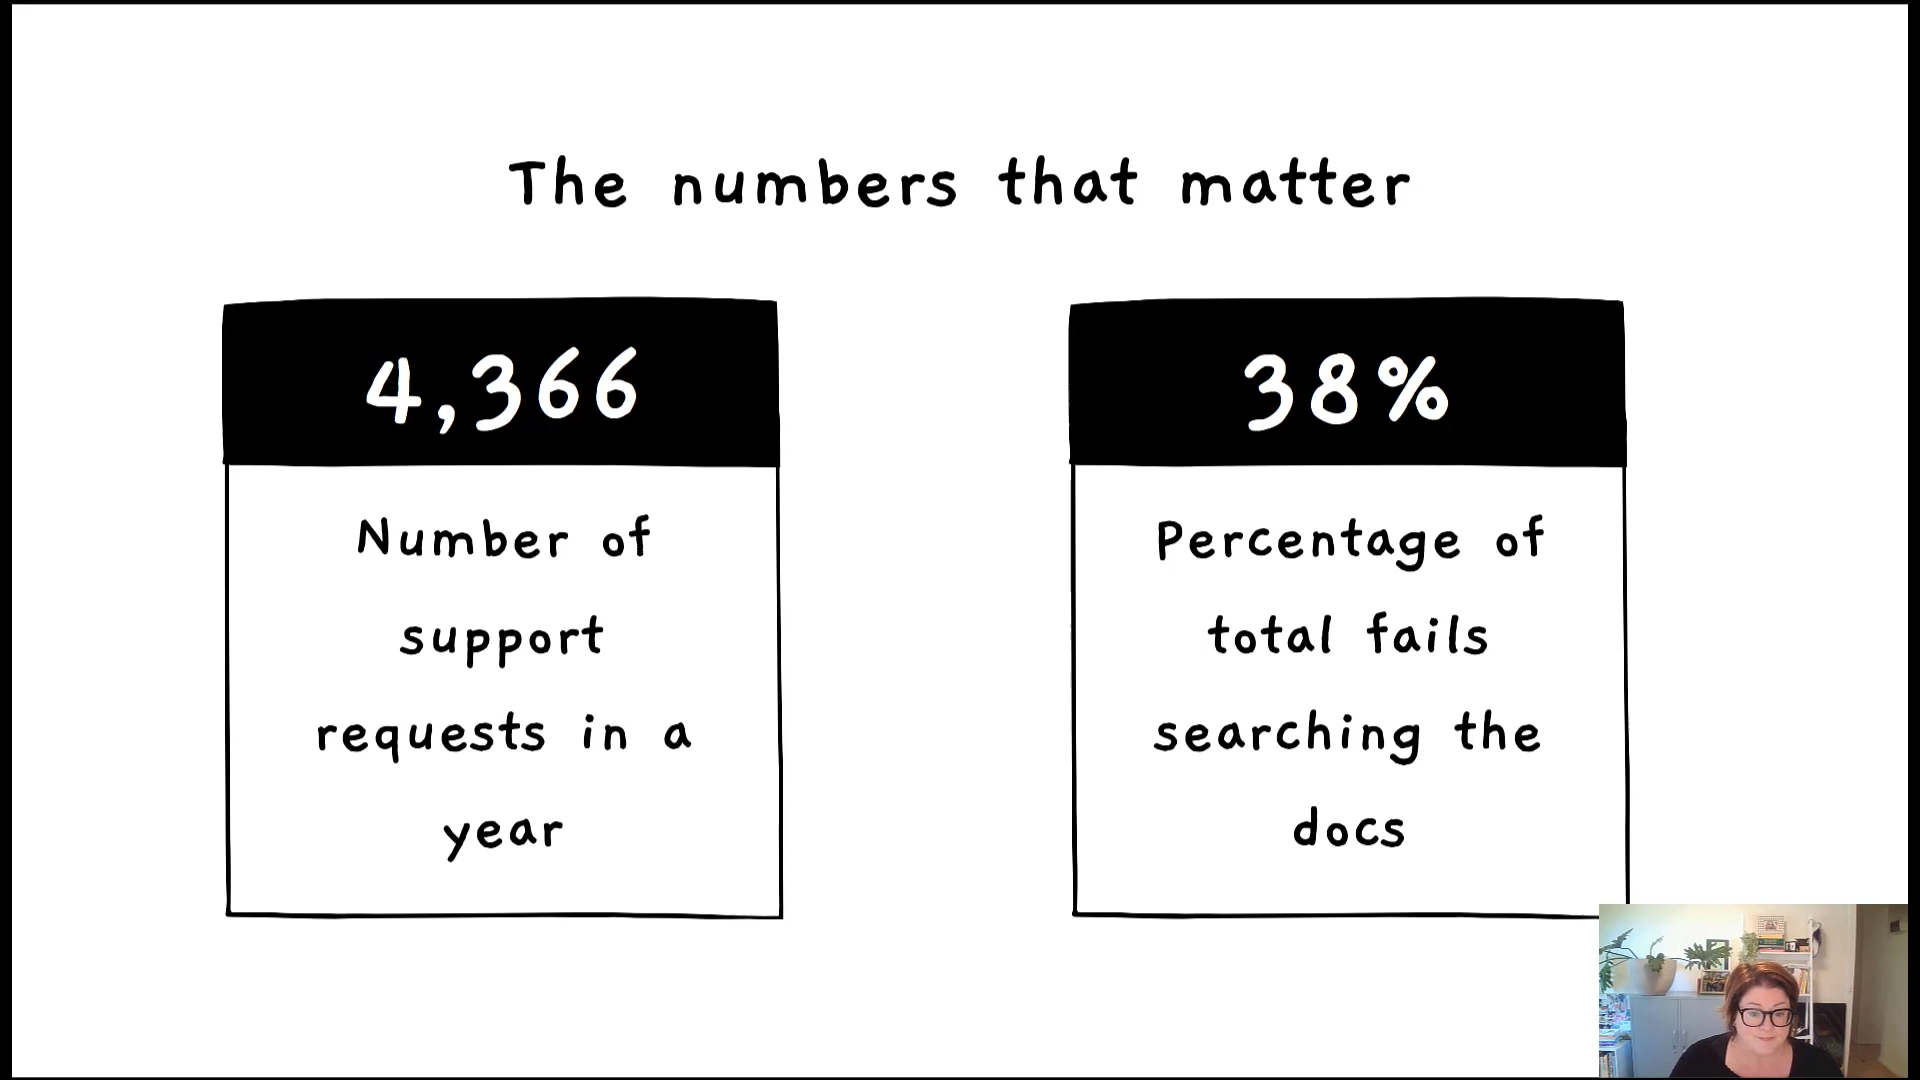 The numbers that matter
4,366
Number of
support
requests in a
year
38%
Percentage of
total fails
searching the
docs